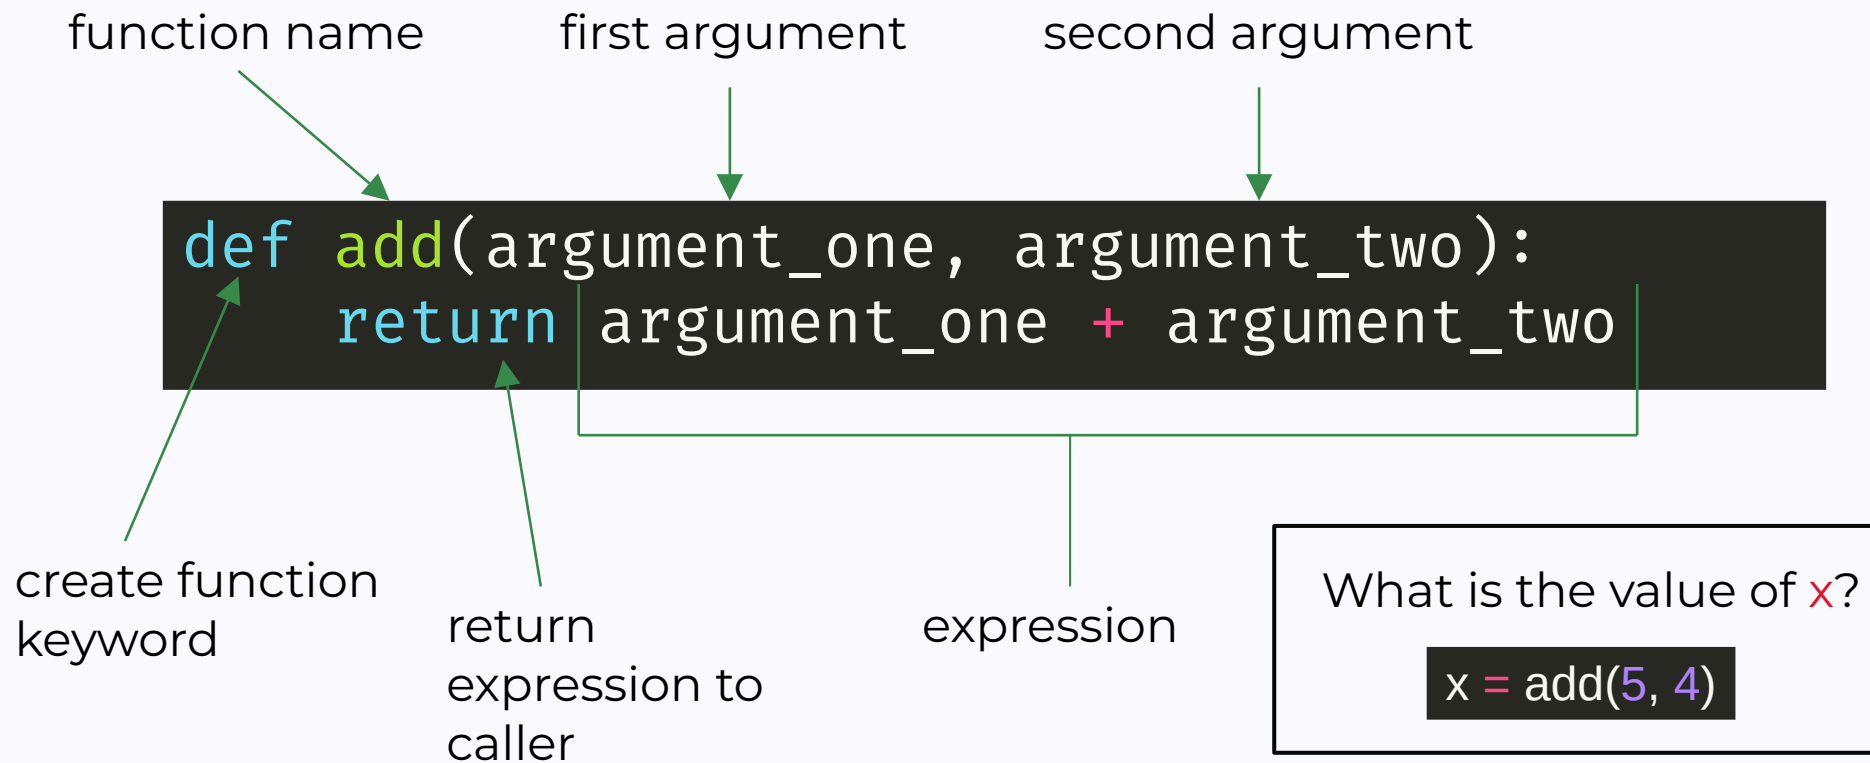 function name
first argument
second argument
def add(argument_one, argument_two):
    return argument_one + argument_two
create function
keyword
return
expression to
caller
expression
What is the value of x?
x = add(5, 4)